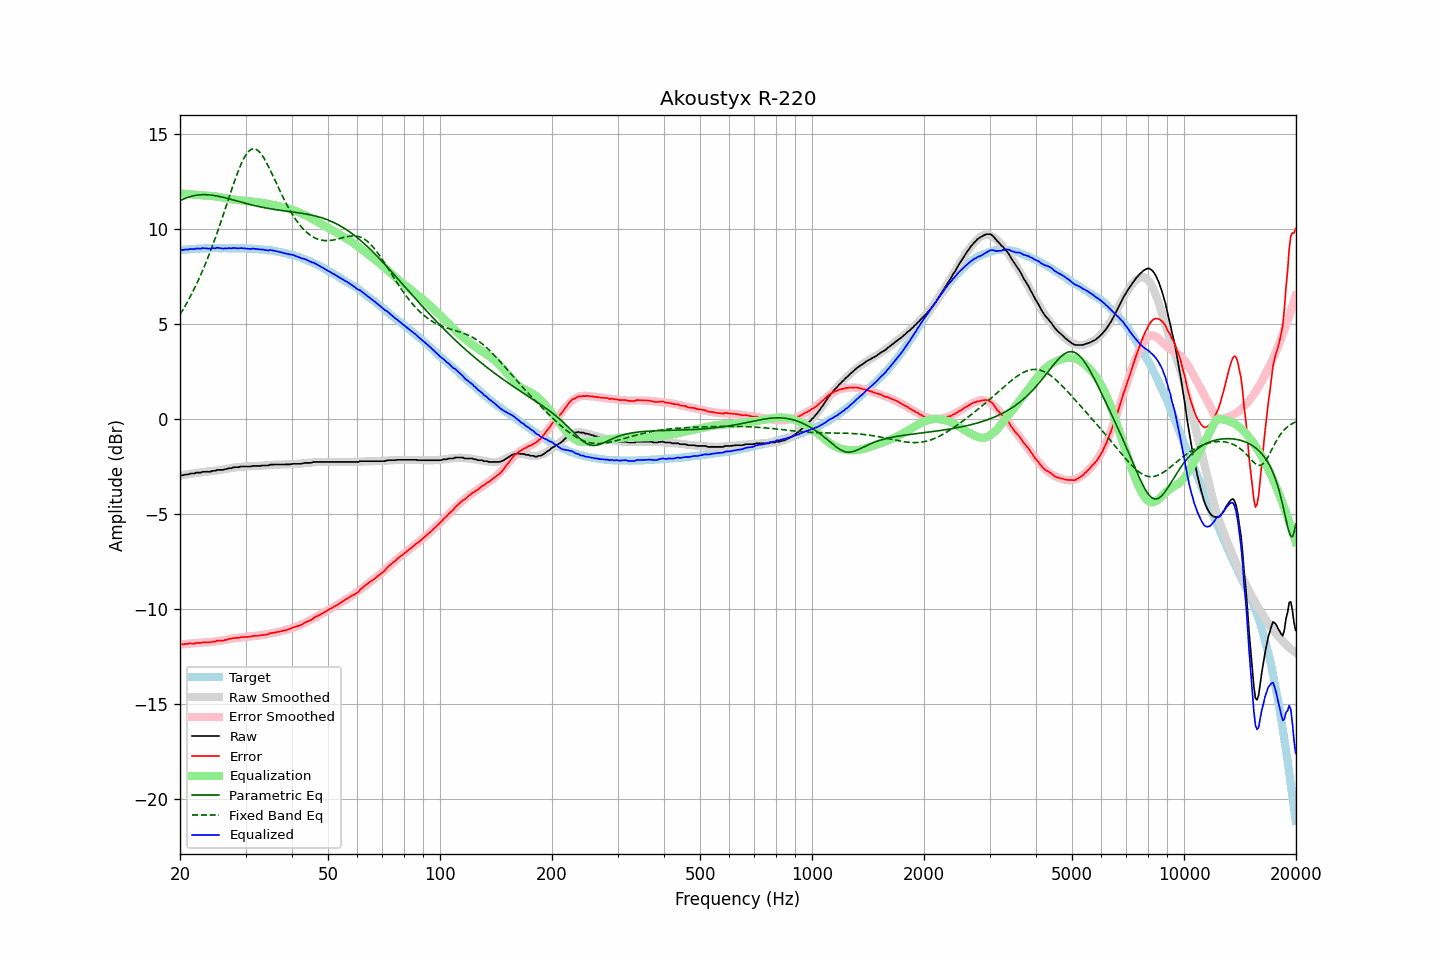 Akoustyx R-220
15
10
5
0
−5
−10
−15
−20
Amplitude (dBr)
Target
Raw Smoothed
Error Smoothed
Raw
Error
Equalization
Parametric Eq
Fixed Band Eq
Equalized
20 50 100 200 500 1000 2000 5000 10000 20000
Frequency (Hz)